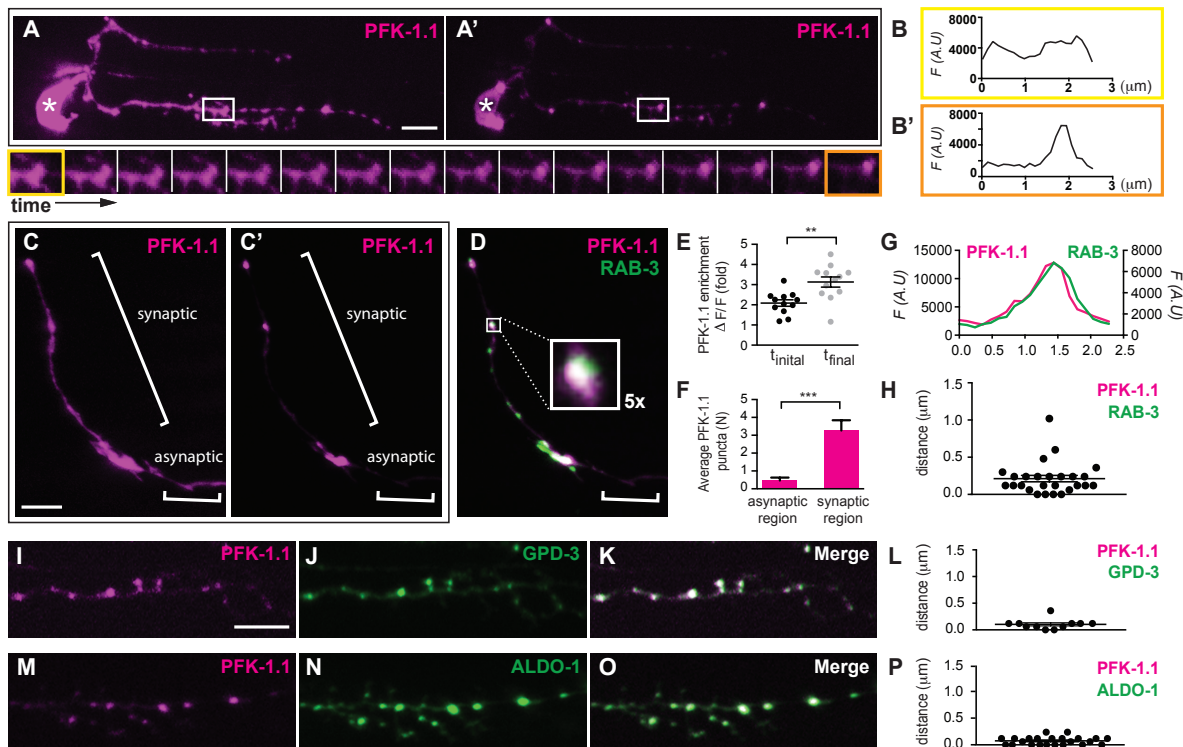 A
PFK-1.1
*
A'
PFK-1.1
*
time
B
F (A.U)
8000
4000
0
0 1 2 3 (μm)
B'
F (A.U)
8000
4000
0
0 1 2 3 (μm)
C
PFK-1.1
synaptic
asynaptic
C'
PFK-1.1
synaptic
asynaptic
D
PFK-1.1
RAB-3
5x
E
PFK-1.1 enrichment
Δ F/F (fold)
5
4
3
2
1
0
**
tinital
tfinal
F
Average PFK-1.1
puncta (N)
5
4
3
2
1
0
***
asynaptic
region
synaptic
region
G
PFK-1.1
RAB-3
F (A.U)
15000
10000
5000
0
8000
6000
4000
2000
0
F (A.U)
0.0 0.5 1.0 1.5 2.0 2.5
H
PFK-1.1
RAB-3
distance (μm)
1.5
1.0
0.5
0.0
I
PFK-1.1
J
GPD-3
K
Merge
L
PFK-1.1
GPD-3
distance (μm)
1.5
1.0
0.5
0.0
M
PFK-1.1
N
ALDO-1
O
Merge
P
PFK-1.1
ALDO-1
distance (μm)
1.5
1.0
0.5
0.0